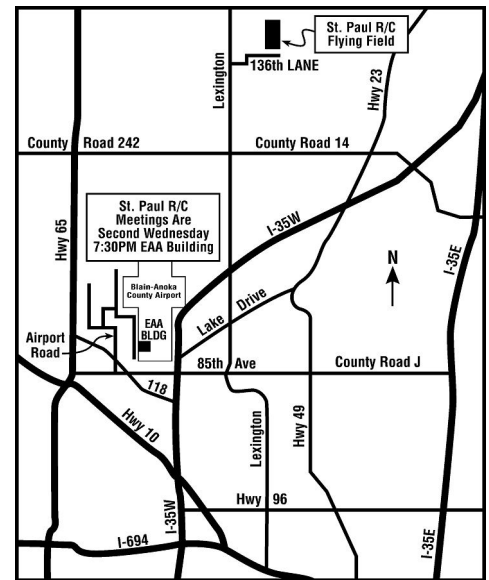 St. Paul R/C
Flying Field
136th LANE
Lexington
Hwy 23
County Road 242
County Road 14
St. Paul R/C
Meetings Are
Second Wednesday
7:30PM EAA Building
Hwy 65
I-35W
I-35E
N
Blain-Anoka
County Airport
EAA
BLDG
Lake Drive
Airport
Road
85th Ave
County Road J
118
Hwy 10
Lexington
Hwy 49
Hwy 96
I-35W
I-35E
I-694